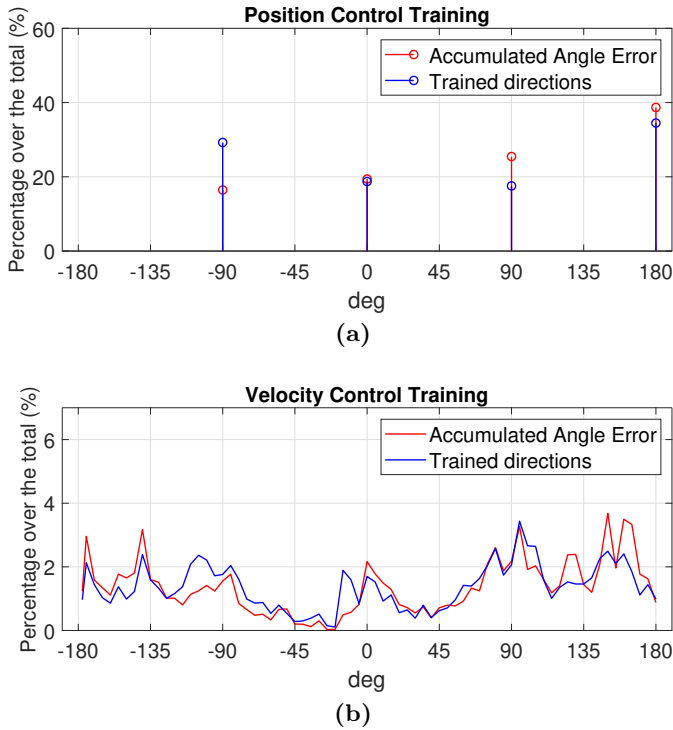 Position Control Training
Percentage over the total (%)
60
40
20
0
Accumulated Angle Error
Trained directions
-180 -135 -90 -45 0 45 90 135 180
deg
(a)
Velocity Control Training
Percentage over the total (%)
6
4
2
0
Accumulated Angle Error
Trained directions
-180 -135 -90 -45 0 45 90 135 180
deg
(b)